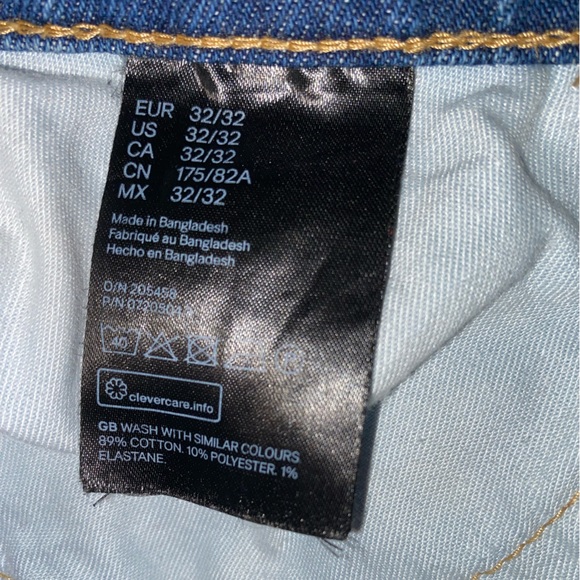 EUR 32/32
US 32/32
CA 32/32
CN 175/82A
MX 32/32
Made in Bangladesh
Fabriqué au Bangladesh
Hecho en Bangladesh
O/N 205458
P/N
40
clevercare.info
GB WASH WITH SIMILAR COLOURS
89% COTTON. 10% POLYESTER. 1%
ELASTANE.